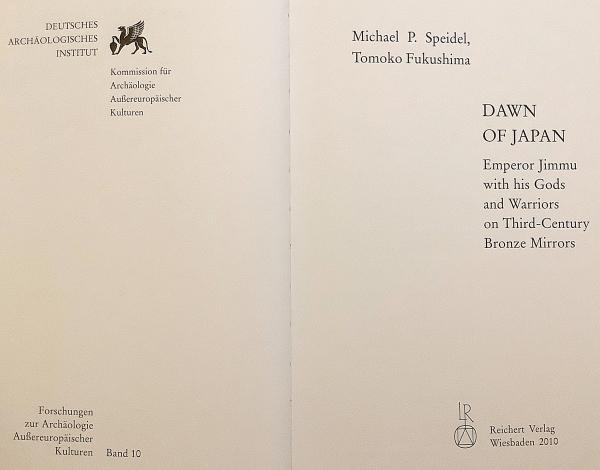 DEUTSCHES
ARCHÄOLOGISCHES
INSTITUT
Kommission für
Archäologie
Außereuropäischer
Kulturen
Forschungen
zur Archäologie
Außereuropäischer
Kulturen Band 10
Michael P. Speidel,
Tomoko Fukushima
DAWN
OF JAPAN
Emperor Jimmu
with his Gods
and Warriors
on Third-Century
Bronze Mirrors
LR
Reichert Verlag
Wiesbaden 2010